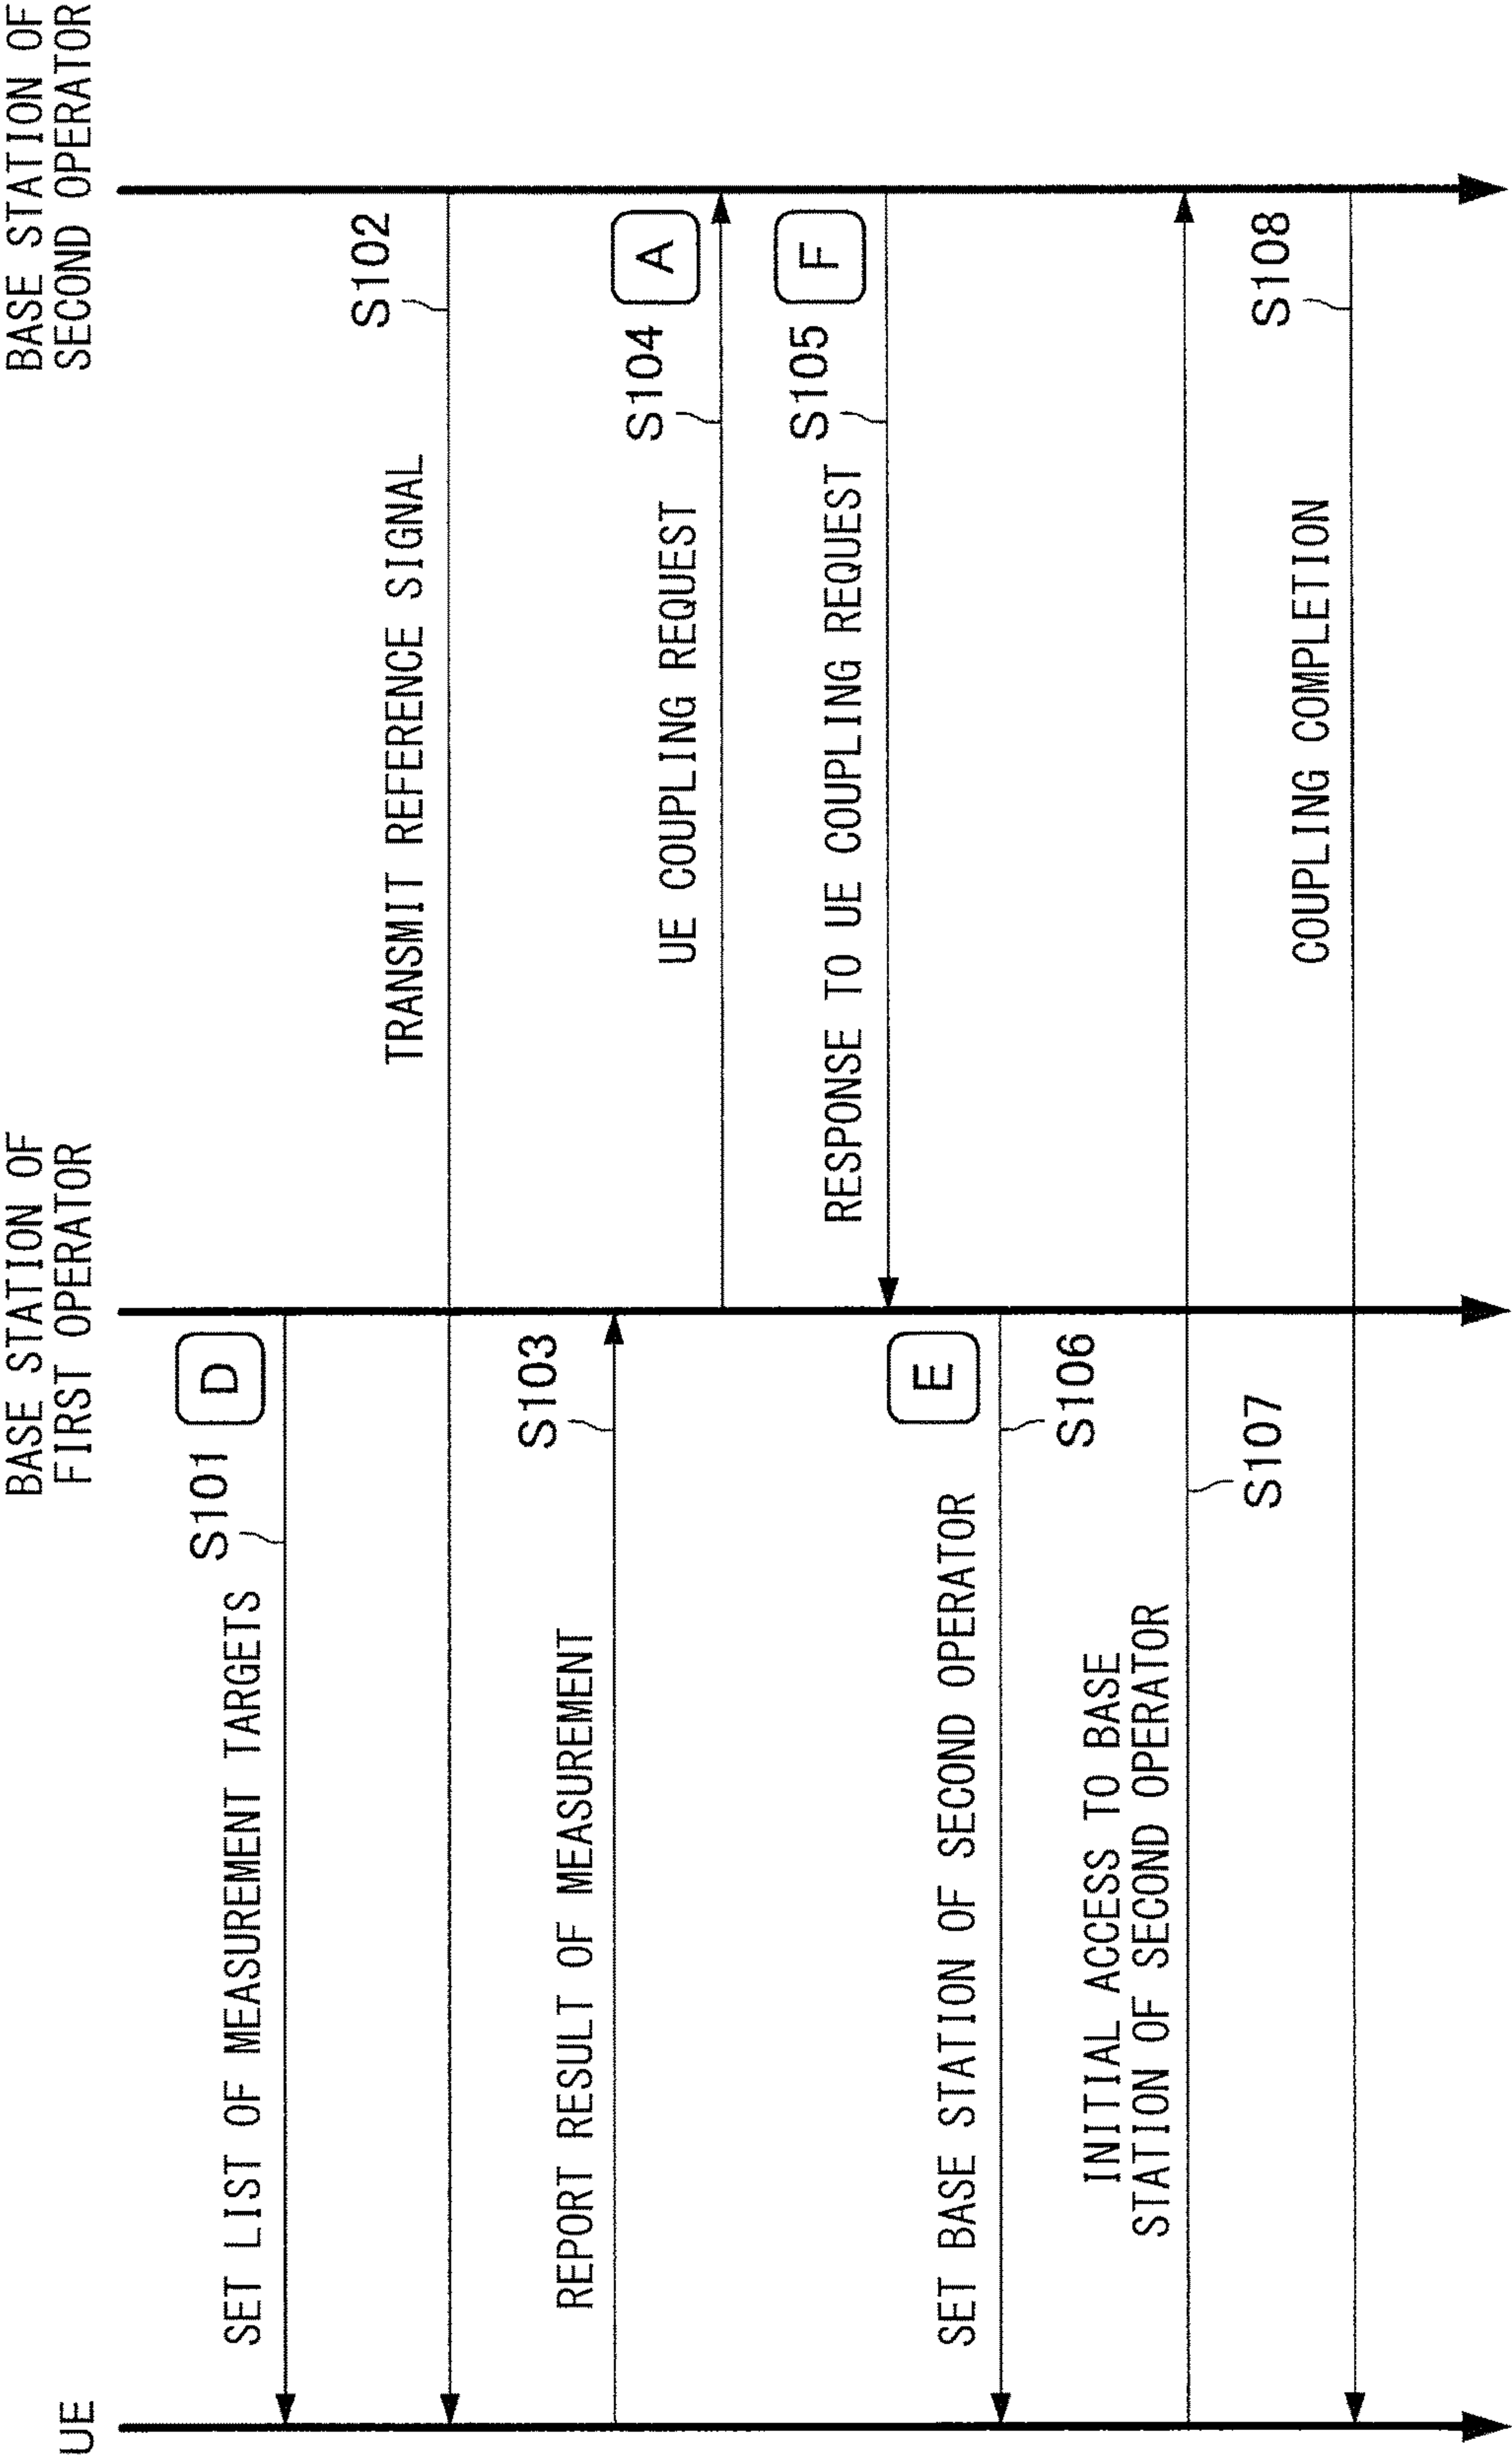 UE
BASE STATION OF
FIRST OPERATOR
BASE STATION OF
SECOND OPERATOR
SET LIST OF MEASUREMENT TARGETS
S101
D
TRANSMIT REFERENCE SIGNAL
S102
REPORT RESULT OF MEASUREMENT
S103
UE COUPLING REQUEST
S104
A
RESPONSE TO UE COUPLING REQUEST
S105
F
SET BASE STATION OF SECOND OPERATOR
E
S106
INITIAL ACCESS TO BASE
STATION OF SECOND OPERATOR
S107
COUPLING COMPLETION
S108